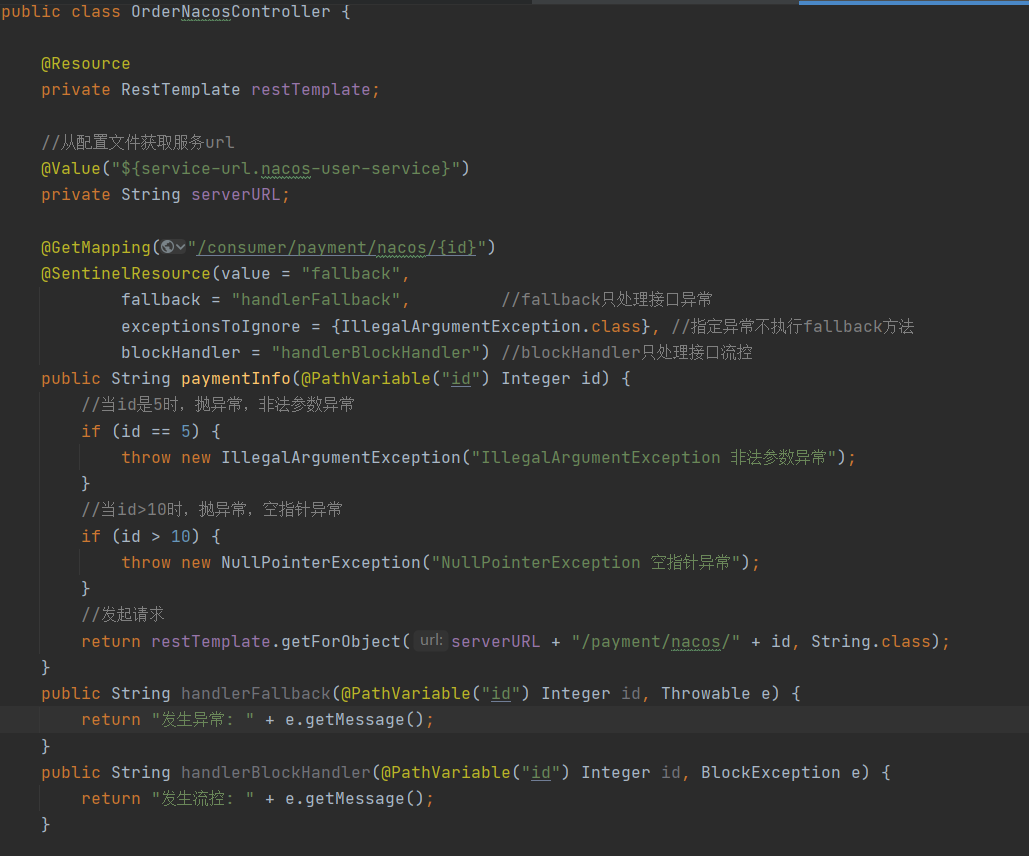 public class OrderNacosController {
@Resource
private RestTemplate restTemplate;
//从配置文件获取服务url
@Value("${service-url.nacos-user-service}")
private String serverURL;
@GetMapping("/consumer/payment/nacos/{id}")
@SentinelResource(value = "fallback",
fallback = "handlerFallback", //fallback只处理接口异常
exceptionsToIgnore = {IllegalArgumentException.class}, //指定异常不执行fallback方法
blockHandler = "handlerBlockHandler") //blockHandler只处理接口流控
public String paymentInfo(@PathVariable("id") Integer id) {
//当id是5时，抛异常，非法参数异常
if (id == 5) {
throw new IllegalArgumentException("IllegalArgumentException 非法参数异常");
}
//当id>10时，抛异常，空指针异常
if (id > 10) {
throw new NullPointerException("NullPointerException 空指针异常");
}
//发起请求
return restTemplate.getForObject( url: serverURL + "/payment/nacos/" + id, String.class);
}
public String handlerFallback(@PathVariable("id") Integer id, Throwable e) {
return "发生异常: " + e.getMessage();
}
public String handlerBlockHandler(@PathVariable("id") Integer id, BlockException e) {
return "发生流控: " + e.getMessage();
}